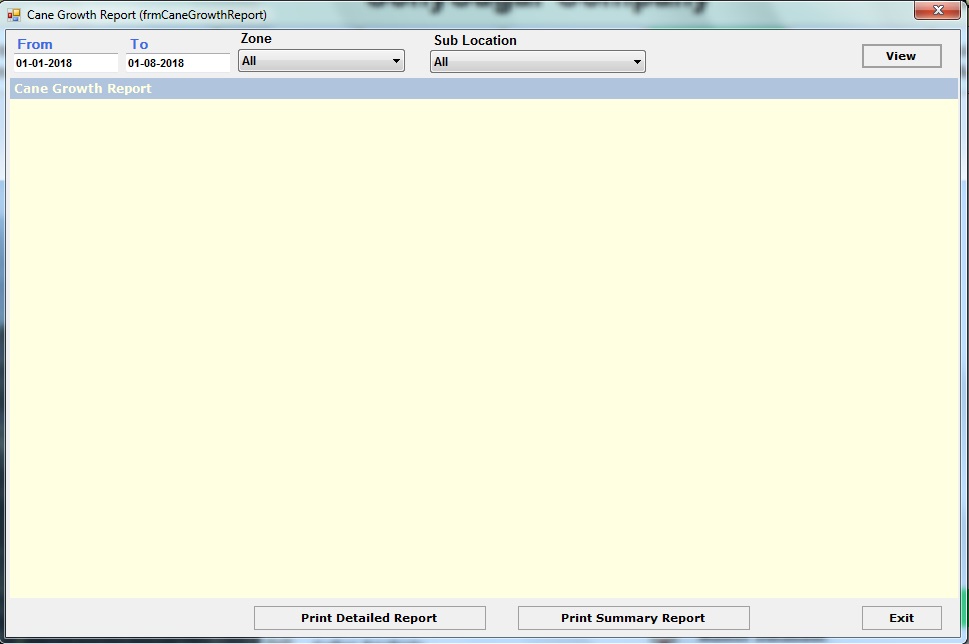 Cane Growth Report (frmCaneGrowthReport)
From To Zone Sub Location
01-01-2018 01-08-2018 All All View
Cane Growth Report
Print Detailed Report Print Summary Report Exit